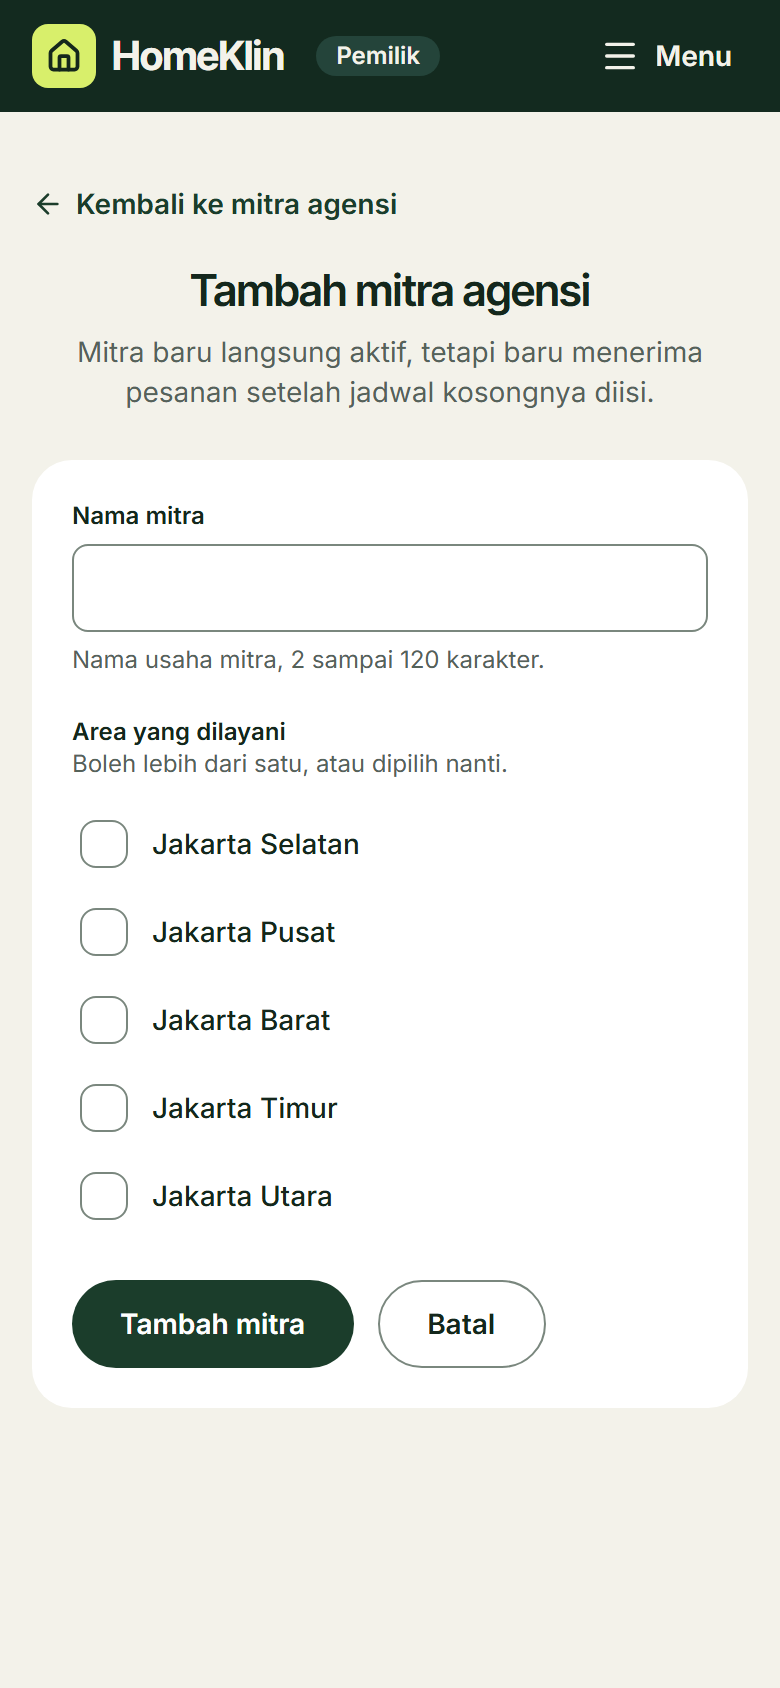 HomeKlin
Pemilik
Menu
Kembali ke mitra agensi
Tambah mitra agensi
Mitra baru langsung aktif, tetapi baru menerima
pesanan setelah jadwal kosongnya diisi.
Nama mitra
Nama usaha mitra, 2 sampai 120 karakter.
Area yang dilayani
Boleh lebih dari satu, atau dipilih nanti.
Jakarta Selatan
Jakarta Pusat
Jakarta Barat
Jakarta Timur
Jakarta Utara
Tambah mitra
Batal